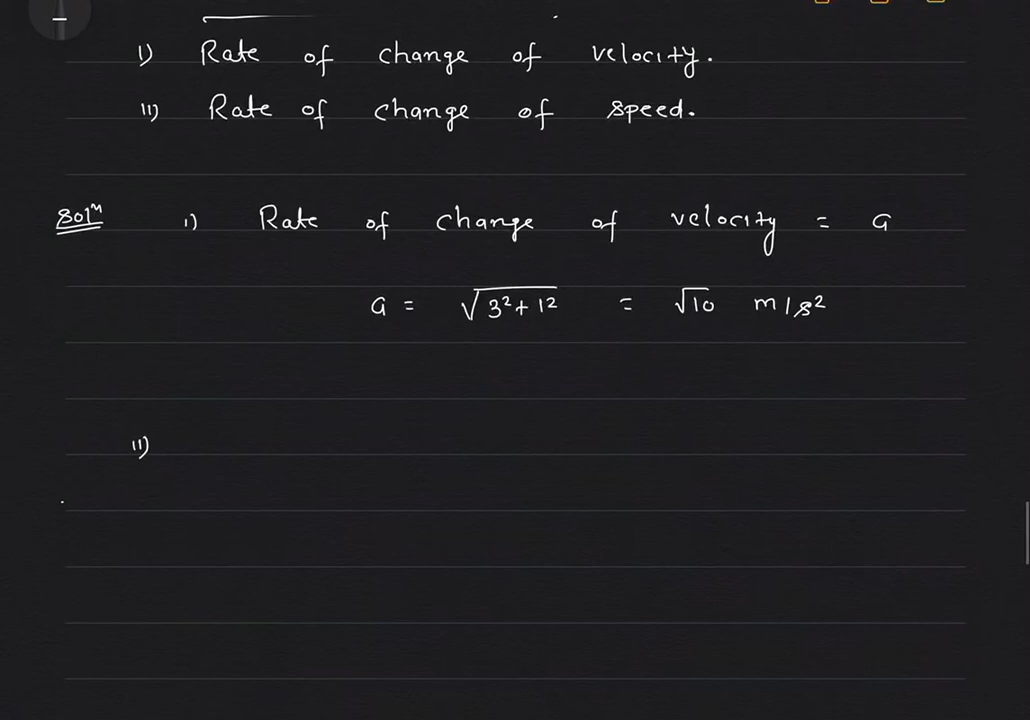 I) Rate of change of velocity.
II) Rate of change of speed.
Solⁿ I) Rate of change of velocity = a
a = √3²+1² = √10 m/s²
II)